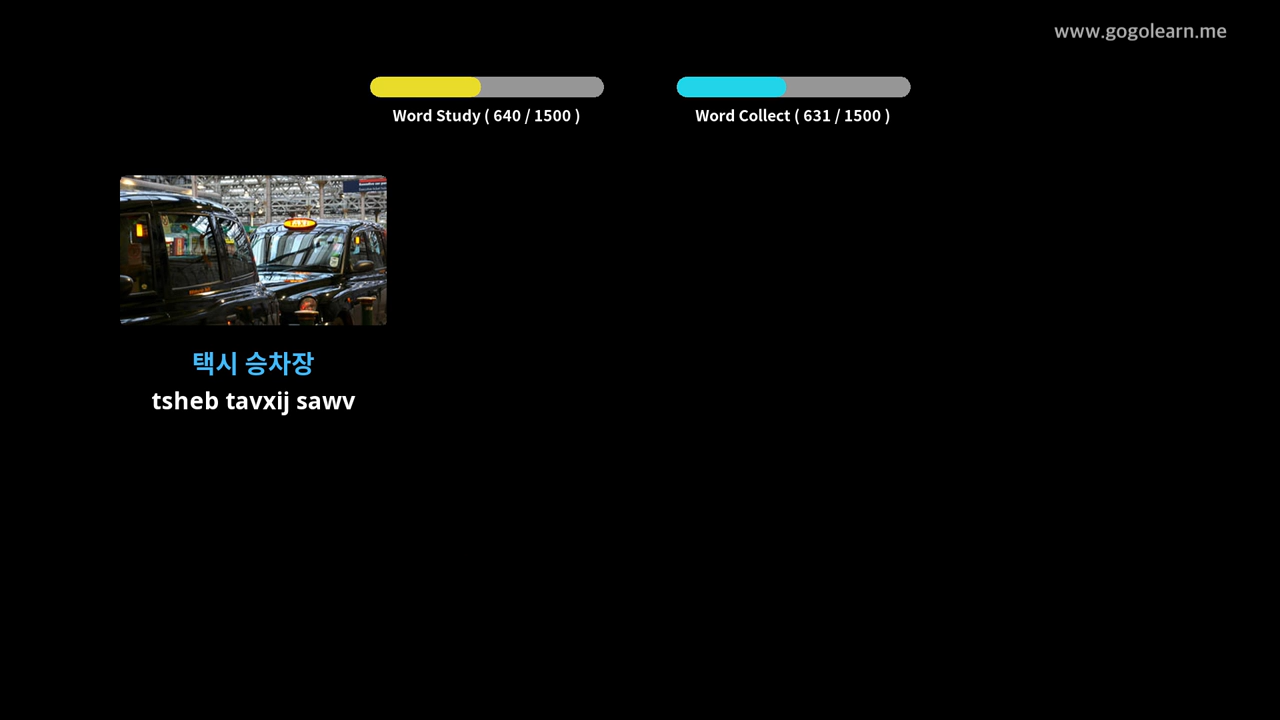 www.gogolearn.me
Word Study ( 640 / 1500 )
Word Collect ( 631 / 1500 )
TAXI
택시 승차장
tsheb tavxij sawv